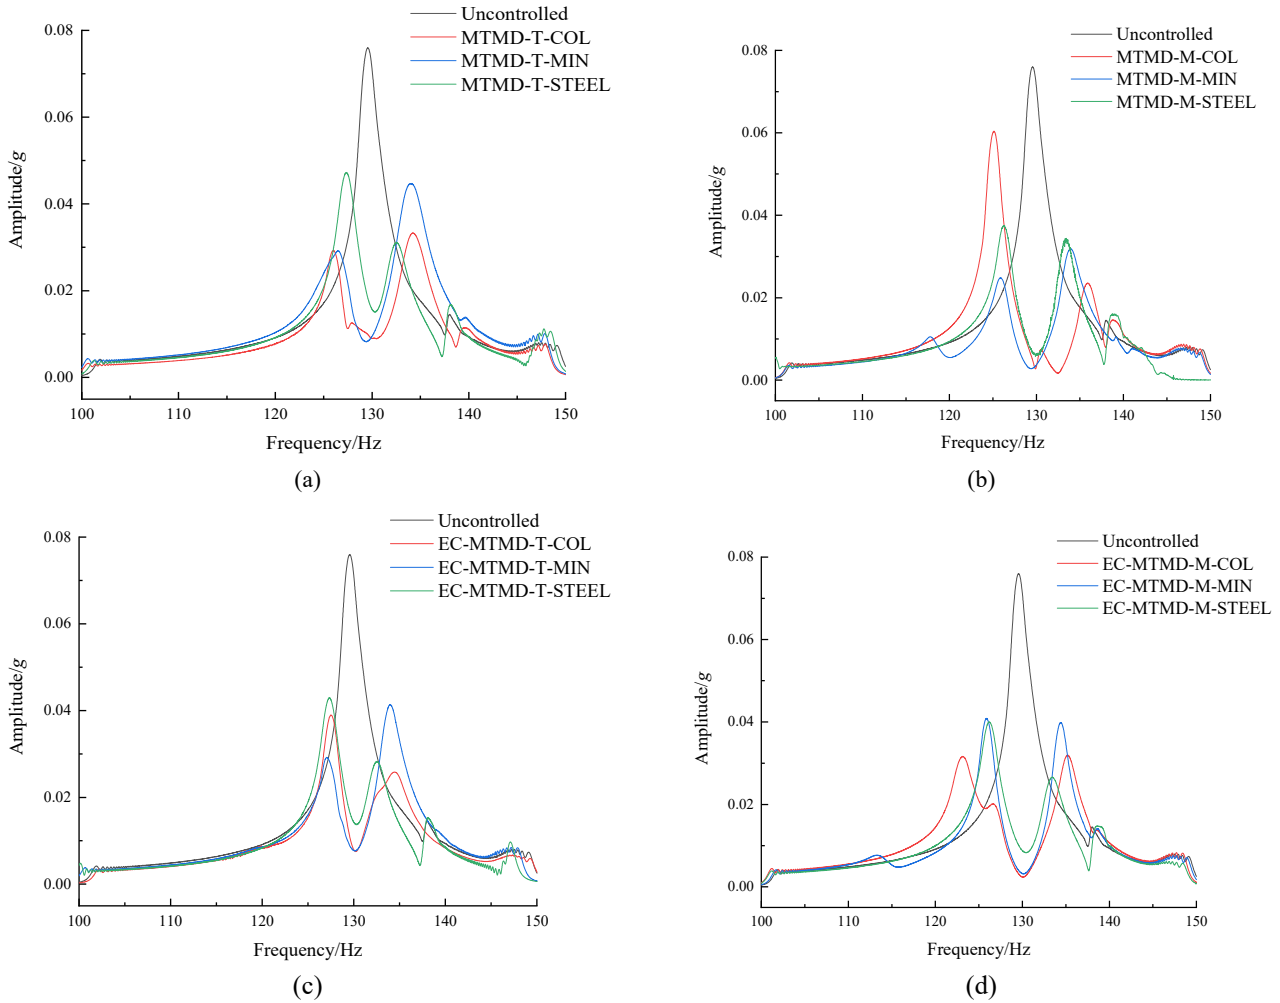 Uncontrolled
MTMD-T-COL
MTMD-T-MIN
MTMD-T-STEEL
0.08
0.06
0.04
0.02
0.00
Amplitude/g
100 110 120 130 140 150
Frequency/Hz
(a)
Uncontrolled
MTMD-M-COL
MTMD-M-MIN
MTMD-M-STEEL
0.08
0.06
0.04
0.02
0.00
Amplitude/g
100 110 120 130 140 150
Frequency/Hz
(b)
Uncontrolled
EC-MTMD-T-COL
EC-MTMD-T-MIN
EC-MTMD-T-STEEL
0.08
0.06
0.04
0.02
0.00
Amplitude/g
100 110 120 130 140 150
Frequency/Hz
(c)
Uncontrolled
EC-MTMD-M-COL
EC-MTMD-M-MIN
EC-MTMD-M-STEEL
0.08
0.06
0.04
0.02
0.00
Amplitude/g
100 110 120 130 140 150
Frequency/Hz
(d)